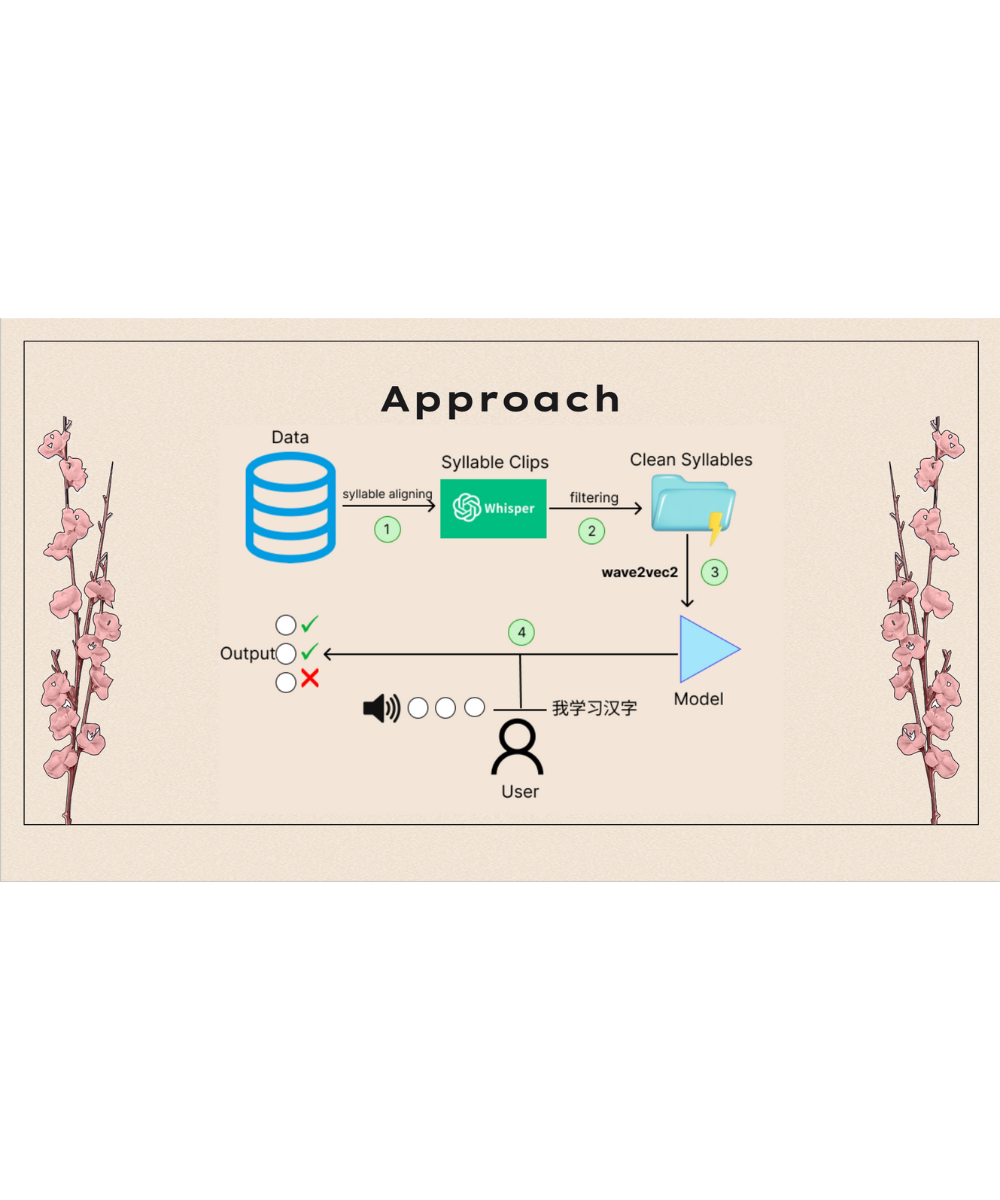 Approach
Data
syllable aligning
1
Syllable Clips
Whisper
filtering
2
Clean Syllables
wave2vec2
3
Model
4
Output
我学习汉字
User